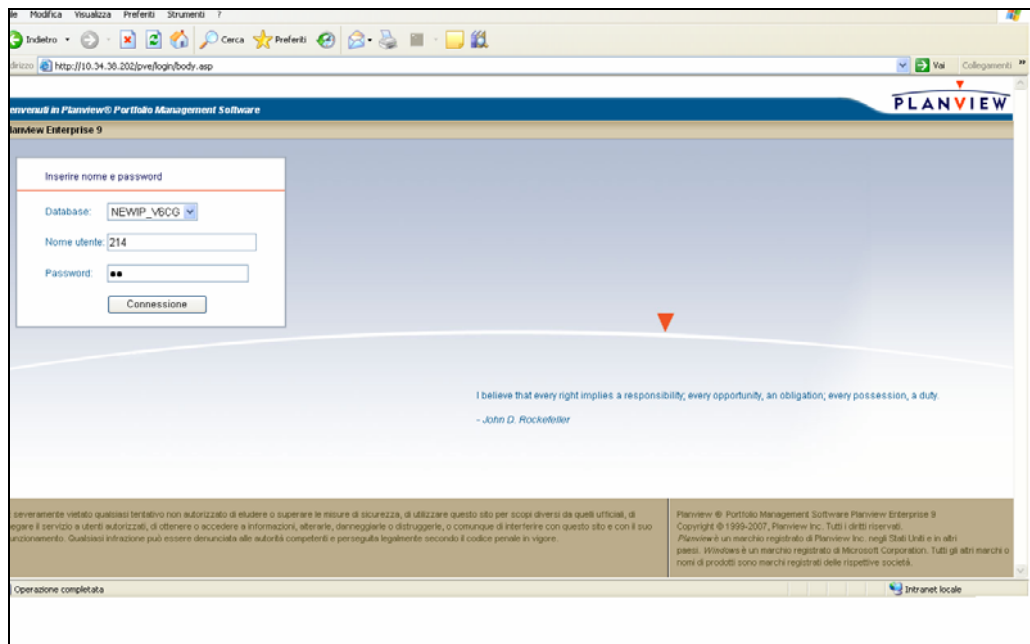 le Modifica Visualizza Preferiti Strumenti ?
Indietro Cerca Preferiti
dirizzo http://10.34.38.202/pve/login/body.asp Vai Collegamenti »
PLANVIEW
envenuti in Planview® Portfolio Management Software
lanview Enterprise 9
Inserire nome e password
Database: NEWIP_V6CG
Nome utente: 214
Password: ●●
Connessione
I believe that every right implies a responsibility; every opportunity, an obligation; every possession, a duty.
- John D. Rockefeller
severamente vietato qualsiasi tentativo non autorizzato di eludere o superare le misure di sicurezza, di utilizzare questo sito per scopi diversi da quelli ufficiali, di
egare il servizio a utenti autorizzati, di ottenere o accedere a informazioni, alterarle, danneggiarle o distruggerle, o comunque di interferire con questo sito e con il suo
unzionamento. Qualsiasi infrazione può essere denunciata alle autorità competenti e perseguita legalmente secondo il codice penale in vigore.
Planview ® Portfolio Management Software Planview Enterprise 9
Copyright © 1999-2007, Planview Inc. Tutti i diritti riservati.
Planview è un marchio registrato di Planview Inc. negli Stati Uniti e in altri
paesi. Windows è un marchio registrato di Microsoft Corporation. Tutti gli altri marchi o
nomi di prodotti sono marchi registrati delle rispettive società.
Operazione completata Intranet locale